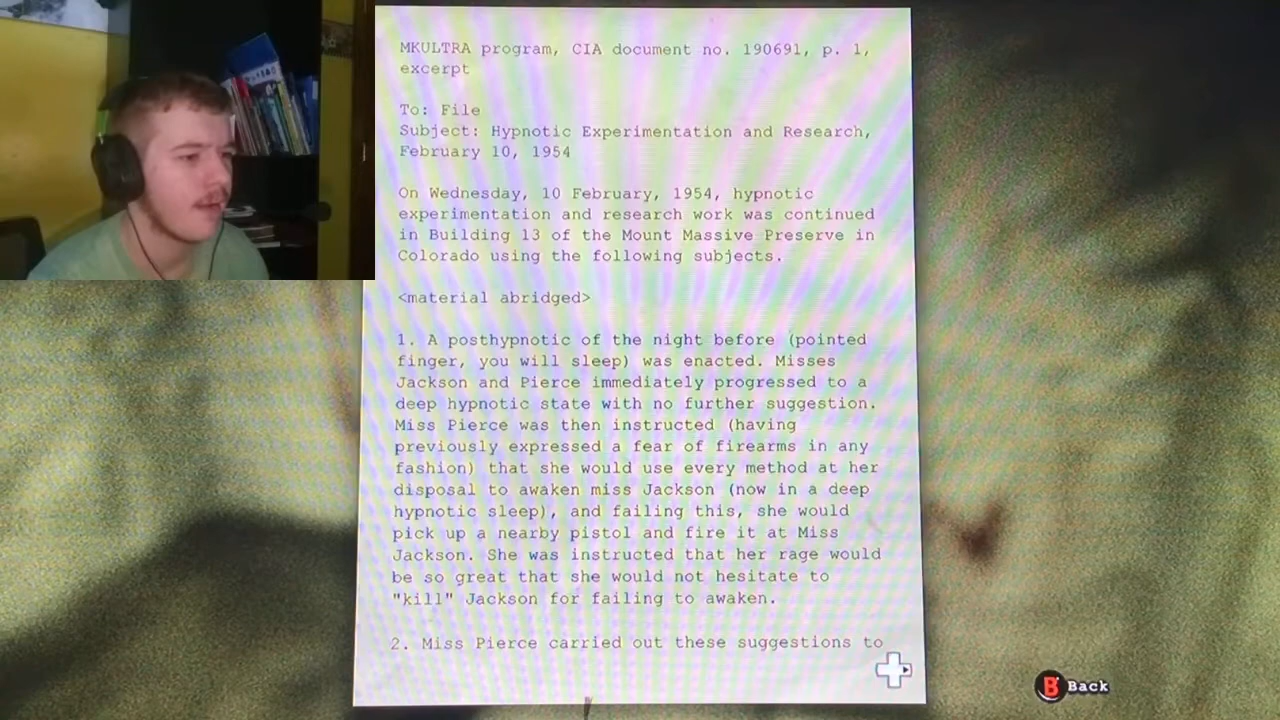 MKULTRA program, CIA document no. 190691, p. 1,
excerpt
To: File
Subject: Hypnotic Experimentation and Research,
February 10, 1954
On Wednesday, 10 February, 1954, hypnotic
experimentation and research work was continued
in Building 13 of the Mount Massive Preserve in
Colorado using the following subjects.
<material abridged>
1. A posthypnotic of the night before (pointed
finger, you will sleep) was enacted. Misses
Jackson and Pierce immediately progressed to a
deep hypnotic state with no further suggestion.
Miss Pierce was then instructed (having
previously expressed a fear of firearms in any
fashion) that she would use every method at her
disposal to awaken miss Jackson (now in a deep
hypnotic sleep), and failing this, she would
pick up a nearby pistol and fire it at Miss
Jackson. She was instructed that her rage would
be so great that she would not hesitate to
"kill" Jackson for failing to awaken.
2. Miss Pierce carried out these suggestions to
B Back